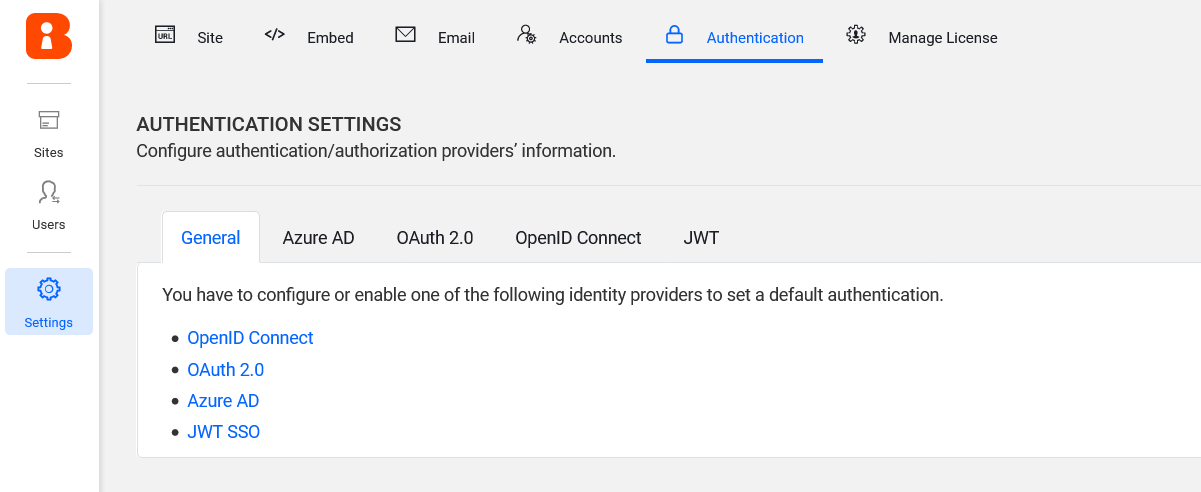 URL Site </> Embed Email Accounts Authentication Manage License
Sites
Users
Settings
AUTHENTICATION SETTINGS
Configure authentication/authorization providers’ information.
General Azure AD OAuth 2.0 OpenID Connect JWT
You have to configure or enable one of the following identity providers to set a default authentication.
• OpenID Connect
• OAuth 2.0
• Azure AD
• JWT SSO